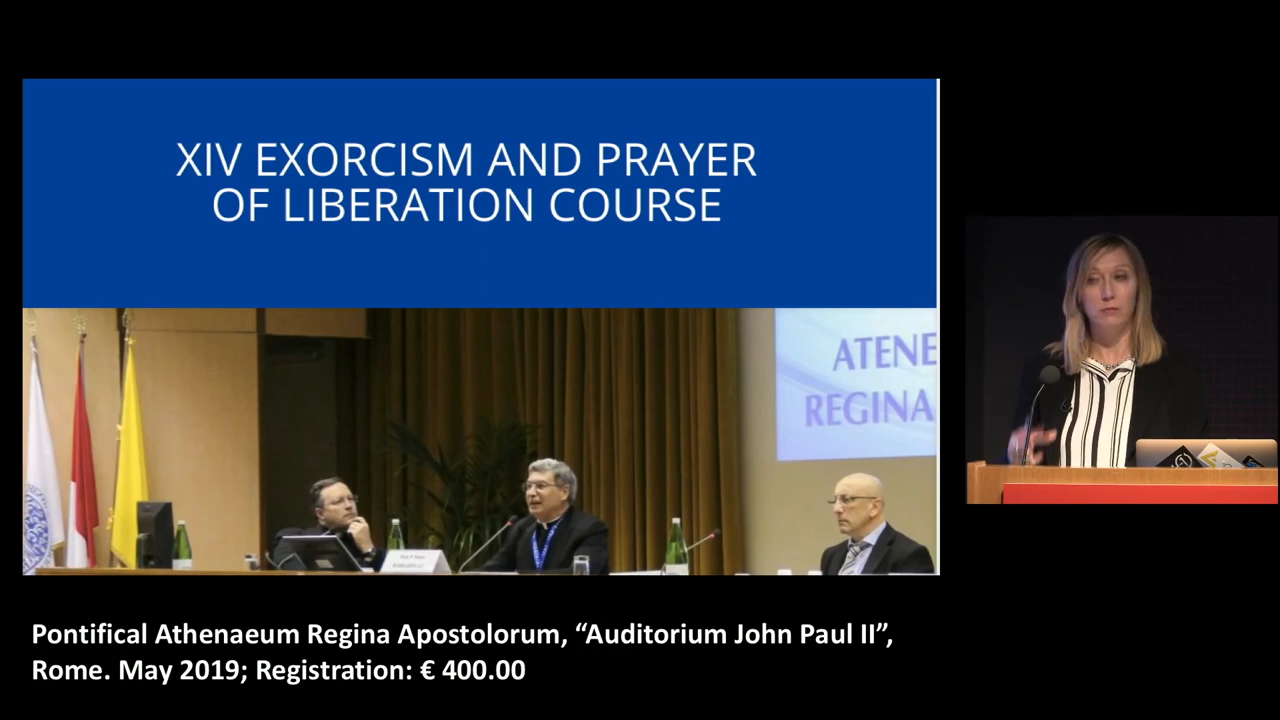 XIV EXORCISM AND PRAYER
OF LIBERATION COURSE
ATENE
REGINA
Pontifical Athenaeum Regina Apostolorum, “Auditorium John Paul II”,
Rome. May 2019; Registration: € 400.00